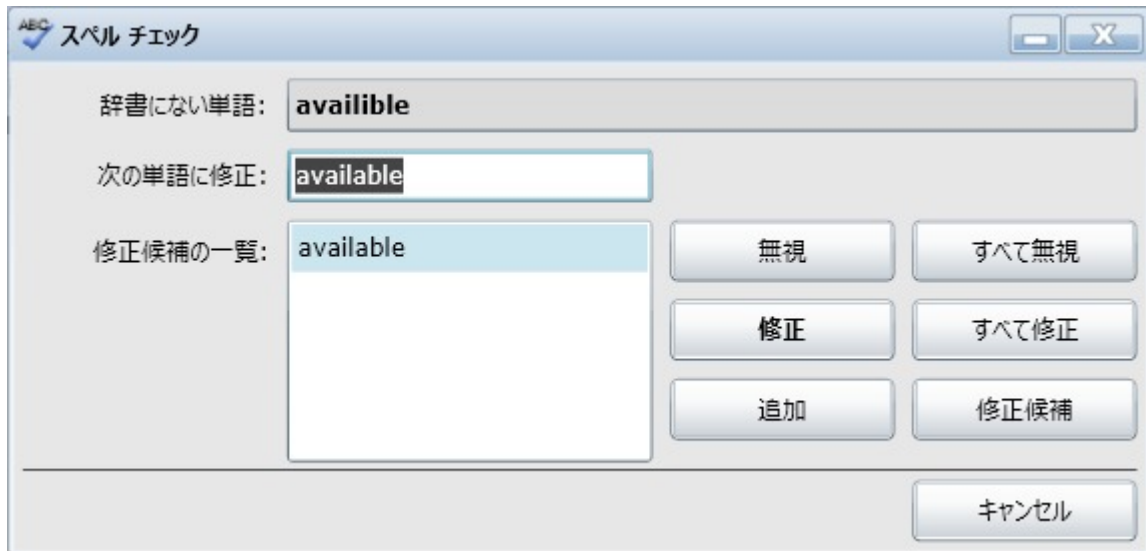 ABC
スペル チェック
辞書にない単語: availible
次の単語に修正: available
修正候補の一覧: available
無視 すべて無視
修正 すべて修正
追加 修正候補
キャンセル